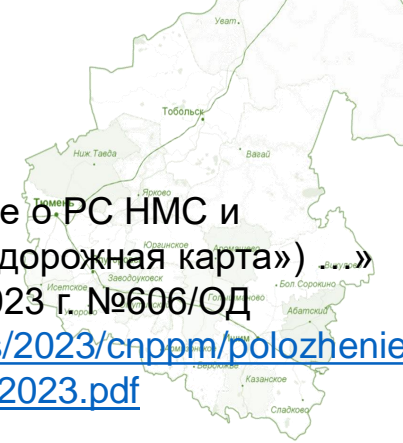 Уват
Тобольск
Ниж. Тавда
Вагай
Ярково
Тюмень
е о РС НМС и
Юргинское
дорожная карта») …»
Заводоуковск
Исетское
Бол.Сорокино
023 г. №606/ОД
Голышманово
Абатский
s/2023/cnppm/polozhenie
2023.pdf
Казанское
Сладково